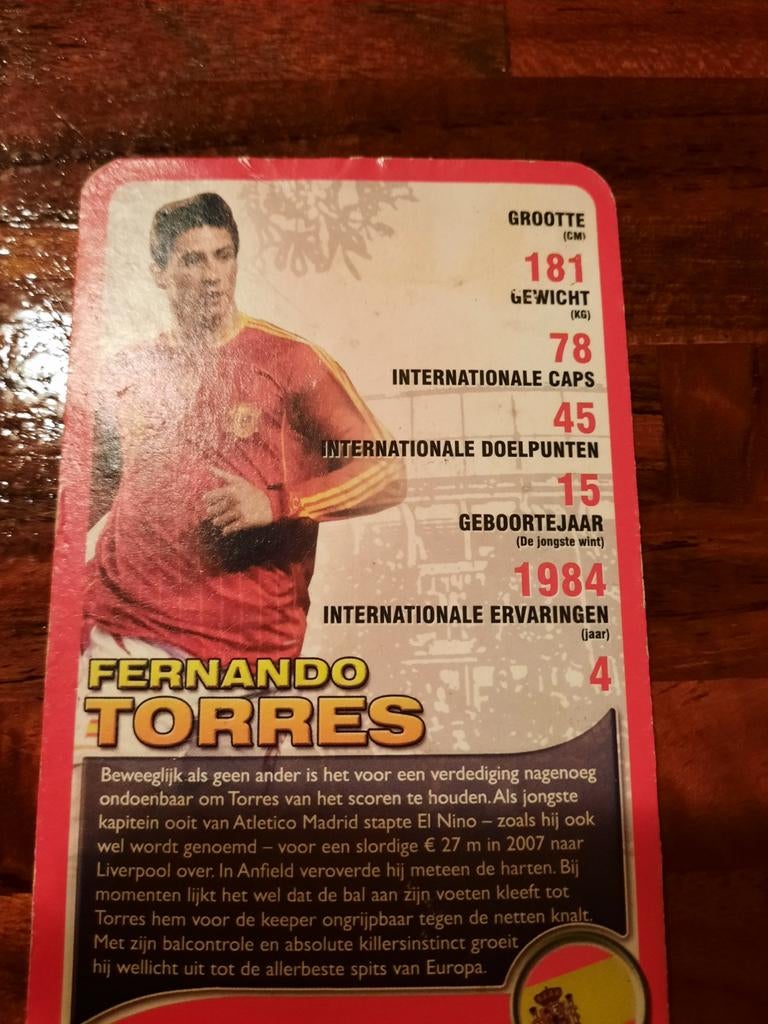 GROOTTE
(CM)
181
GEWICHT
(KG)
78
INTERNATIONALE CAPS
45
INTERNATIONALE DOELPUNTEN
15
GEBOORTEJAAR
(De jongste wint)
1984
INTERNATIONALE ERVARINGEN
(jaar)
4
FERNANDO
TORRES
Beweeglijk als geen ander is het voor een verdediging nagenoeg
ondoenbaar om Torres van het scoren te houden. Als jongste
kapitein ooit van Atletico Madrid stapte El Nino – zoals hij ook
wel wordt genoemd – voor een slordige € 27 m in 2007 naar
Liverpool over. In Anfield veroverde hij meteen de harten. Bij
momenten lijkt het wel dat de bal aan zijn voeten kleeft tot
Torres hem voor de keeper ongrijpbaar tegen de netten knalt.
Met zijn balcontrole en absolute killersinstinct groeit
hij wellicht uit tot de allerbeste spits van Europa.